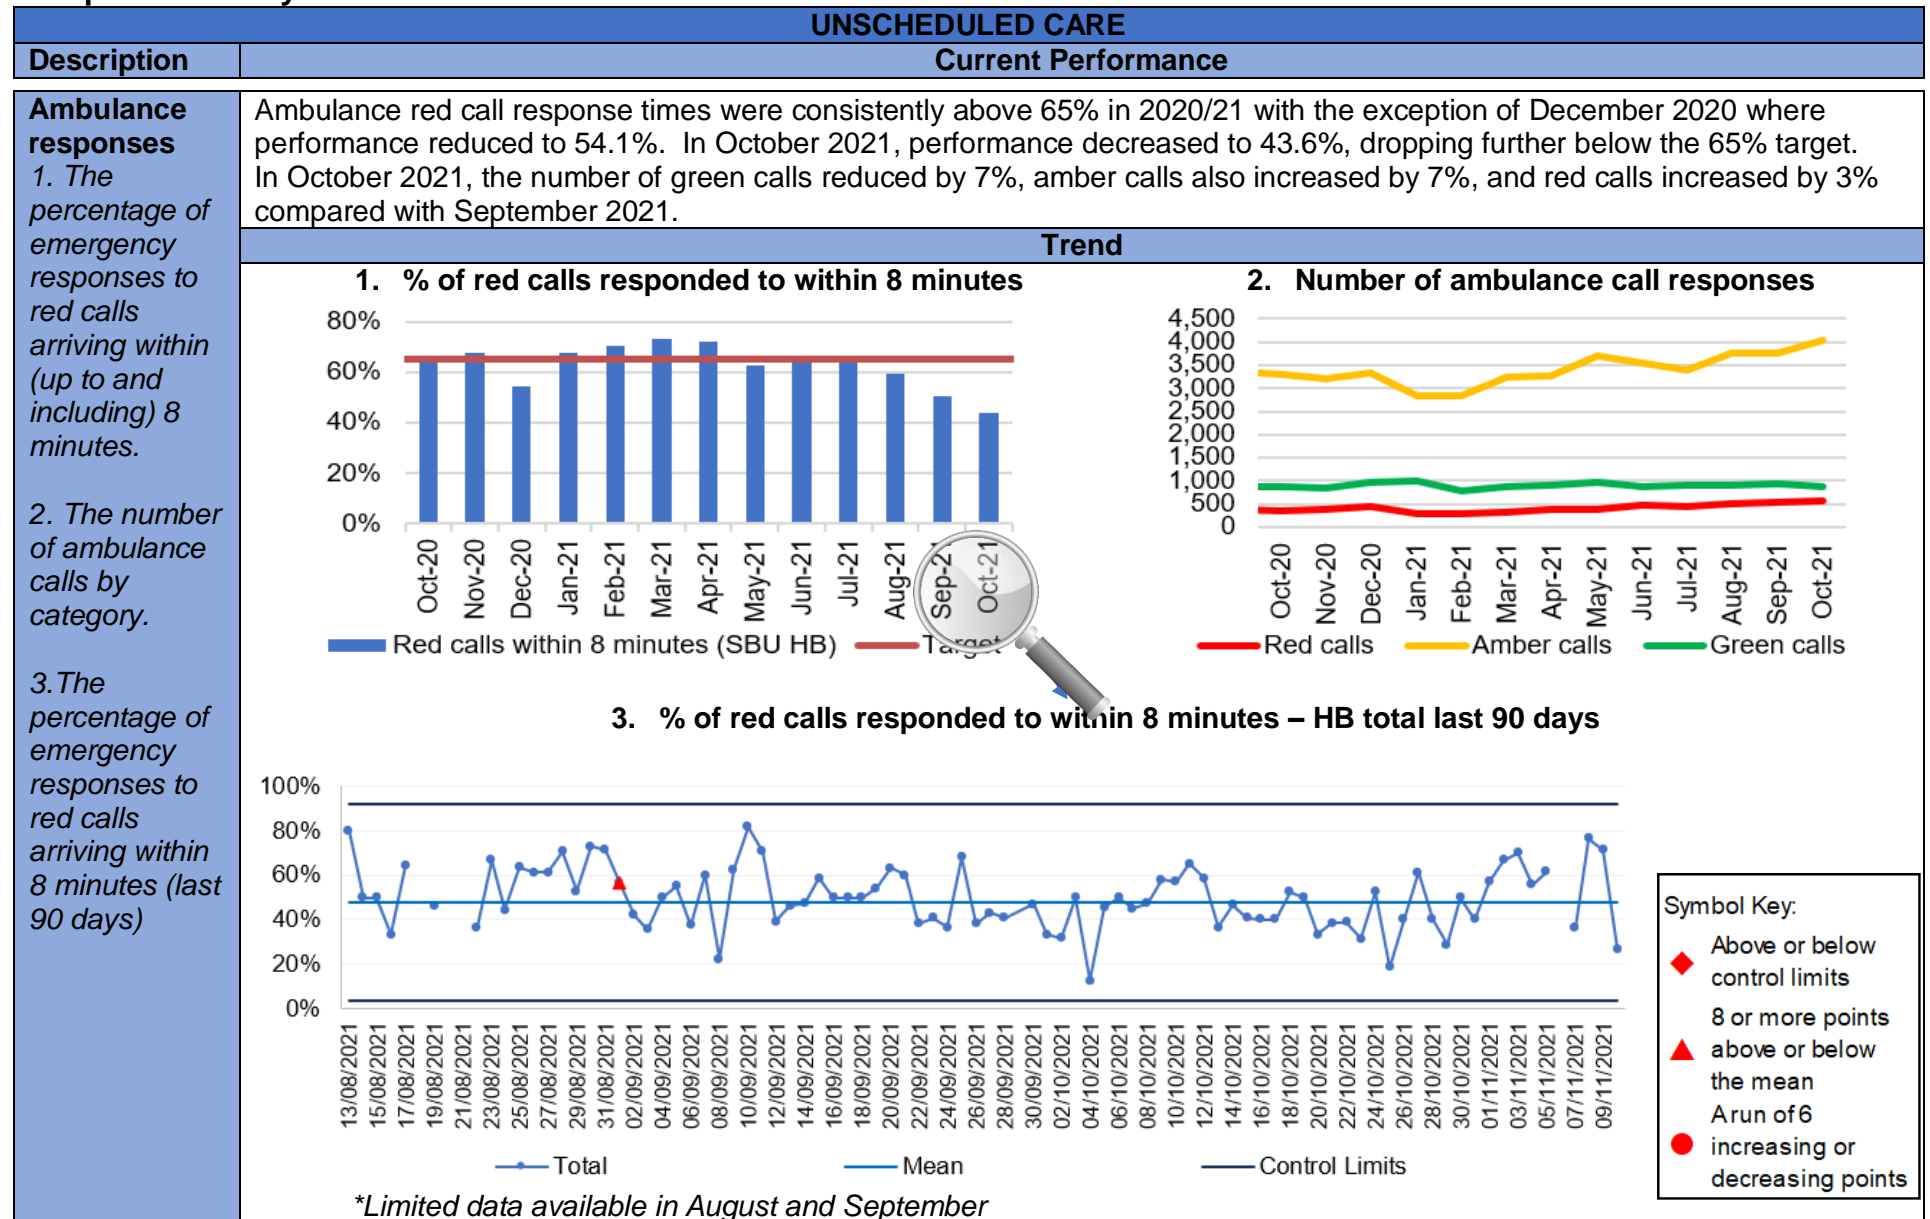 UNSCHEDULED CARE
Description
Current Performance
Ambulance
responses
1. The
percentage of
emergency
responses to
red calls
arriving within
(up to and
including) 8
minutes.
2. The number
of ambulance
calls by
category.
3.The
percentage of
emergency
responses to
red calls
arriving within
8 minutes (last
90 days)
Ambulance red call response times were consistently above 65% in 2020/21 with the exception of December 2020 where
performance reduced to 54.1%. In October 2021, performance decreased to 43.6%, dropping further below the 65% target.
In October 2021, the number of green calls reduced by 7%, amber calls also increased by 7%, and red calls increased by 3%
compared with September 2021.
Trend
1. % of red calls responded to within 8 minutes
80%
60%
40%
20%
0%
Oct-20
Nov-20
Dec-20
Jan-21
Feb-21
Mar-21
Apr-21
May-21
Jun-21
Jul-21
Aug-21
Sep-21
Oct-21
Red calls within 8 minutes (SBU HB)
Target
2. Number of ambulance call responses
4,500
4,000
3,500
3,000
2,500
2,000
1,500
1,000
500
0
Oct-20
Nov-20
Dec-20
Jan-21
Feb-21
Mar-21
Apr-21
May-21
Jun-21
Jul-21
Aug-21
Sep-21
Oct-21
Red calls
Amber calls
Green calls
3. % of red calls responded to within 8 minutes – HB total last 90 days
100%
80%
60%
40%
20%
0%
13/08/2021
15/08/2021
17/08/2021
19/08/2021
21/08/2021
23/08/2021
25/08/2021
27/08/2021
29/08/2021
31/08/2021
02/09/2021
04/09/2021
06/09/2021
08/09/2021
10/09/2021
12/09/2021
14/09/2021
16/09/2021
18/09/2021
20/09/2021
22/09/2021
24/09/2021
26/09/2021
28/09/2021
30/09/2021
02/10/2021
04/10/2021
06/10/2021
08/10/2021
10/10/2021
12/10/2021
14/10/2021
16/10/2021
18/10/2021
20/10/2021
22/10/2021
24/10/2021
26/10/2021
28/10/2021
30/10/2021
01/11/2021
03/11/2021
05/11/2021
07/11/2021
09/11/2021
Total
Mean
Control Limits
Symbol Key:
Above or below
control limits
8 or more points
above or below
the mean
A run of 6
increasing or
decreasing points
*Limited data available in August and September